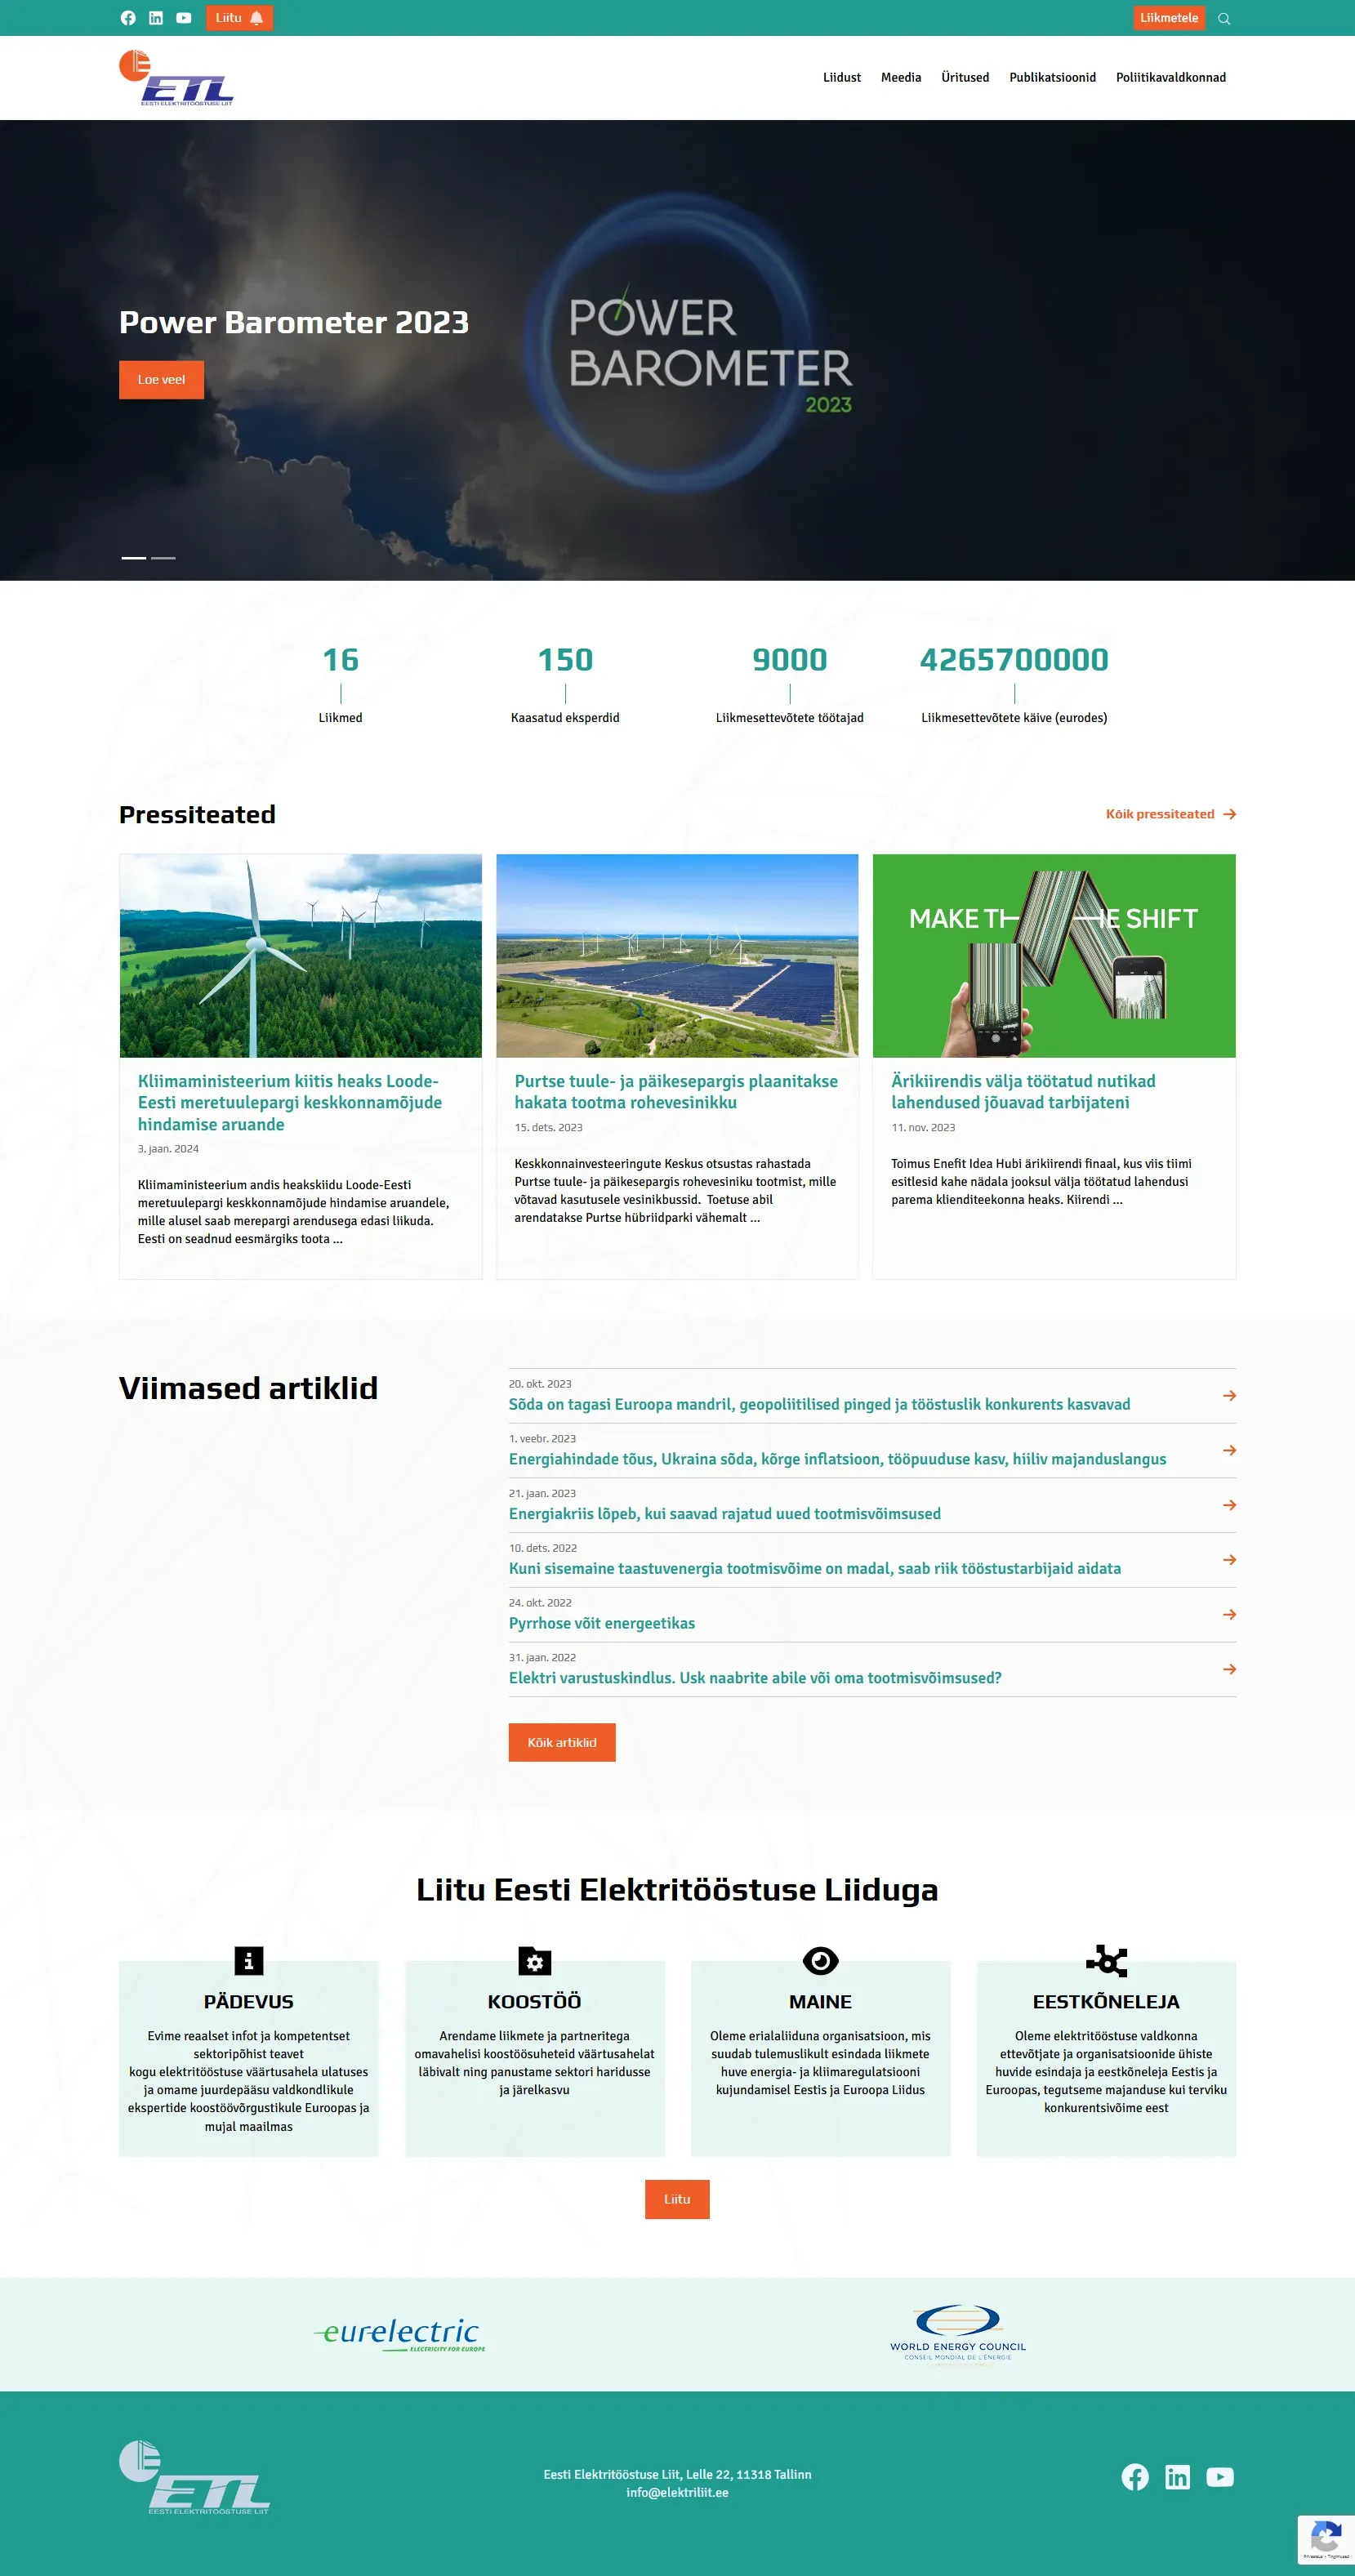 Liitu
Liikmetele
ETL
EESTI ELEKTRITÖÖSTUSE LIIT
Liidust
Meedia
Üritused
Publikatsioonid
Poliitikavaldkonnad
Power Barometer 2023
Loe veel
POWER
BAROMETER
2023
16
Liikmed
150
Kaasatud eksperdid
9000
Liikmesettevõtete töötajad
4265700000
Liikmesettevõtete käive (eurodes)
Pressiteated
Kõik pressiteated
Kliimaministeerium kiitis heaks Loode-
Eesti meretuulepargi keskkonnamõjude
hindamise aruande
3. jaan. 2024
Kliimaministeerium andis heakskiidu Loode-Eesti
meretuulepargi keskkonnamõjude hindamise aruandele,
mille alusel saab merepargi arendusega edasi liikuda.
Eesti on seadnud eesmärgiks toota ...
Purtse tuule- ja päikesepargis plaanitakse
hakata tootma rohevesinikku
15. dets. 2023
Keskkonnainvesteeringute Keskus otsustas rahastada
Purtse tuule- ja päikesepargis rohevesiniku tootmist, mille
võtavad kasutusele vesinikbussid. Toetuse abil
arendatakse Purtse hübriidparki vähemalt ...
MAKE TH HE SHIFT
Ärikiirendis välja töötatud nutikad
lahendused jõuavad tarbijateni
11. nov. 2023
Toimus Enefit Idea Hubi ärikiirendi finaal, kus viis tiimi
esitlesid kahe nädala jooksul välja töötatud lahendusi
parema klienditeekonna heaks. Kiirendi ...
Viimased artiklid
20. okt. 2023
Sõda on tagasi Euroopa mandril, geopoliitilised pinged ja tööstuslik konkurents kasvavad
1. veebr. 2023
Energiahindade tõus, Ukraina sõda, kõrge inflatsioon, tööpuuduse kasv, hiiliv majanduslangus
21. jaan. 2023
Energiakriis lõpeb, kui saavad rajatud uued tootmisvõimsused
10. dets. 2022
Kuni sisemaine taastuvenergia tootmisvõime on madal, saab riik tööstustarbijaid aidata
24. okt. 2022
Pyrrhose võit energeetikas
31. jaan. 2022
Elektri varustuskindlus. Usk naabrite abile või oma tootmisvõimsused?
Kõik artiklid
Liitu Eesti Elektritööstuse Liiduga
PÄDEVUS
Evime reaalset infot ja kompetentset
sektoripõhist teavet
kogu elektritööstuse väärtusahela ulatuses
ja omame juurdepääsu valdkondlikule
ekspertide koostöövõrgustikule Euroopas ja
mujal maailmas
KOOSTÖÖ
Arendame liikmete ja partneritega
omavahelisi koostöösuheteid väärtusahelat
läbivalt ning panustame sektori haridusse
ja järelkasvu
MAINE
Oleme erialaliiduna organisatsioon, mis
suudab tulemuslikult esindada liikmete
huve energia- ja kliimaregulatsiooni
kujundamisel Eestis ja Euroopa Liidus
EESTKÕNELEJA
Oleme elektritööstuse valdkonna
ettevõtjate ja organisatsioonide ühiste
huvide esindaja ja eestkõneleja Eestis ja
Euroopas, tegutseme majanduse kui terviku
konkurentsivõime eest
Liitu
eurelectric
ELECTRICITY FOR EUROPE
WORLD ENERGY COUNCIL
CONSEIL MONDIAL DE L'ÉNERGIE
ETL
EESTI ELEKTRITÖÖSTUSE LIIT
Eesti Elektritööstuse Liit, Lelle 22, 11318 Tallinn
info@elektriliit.ee
Privaatsus - Tingimused